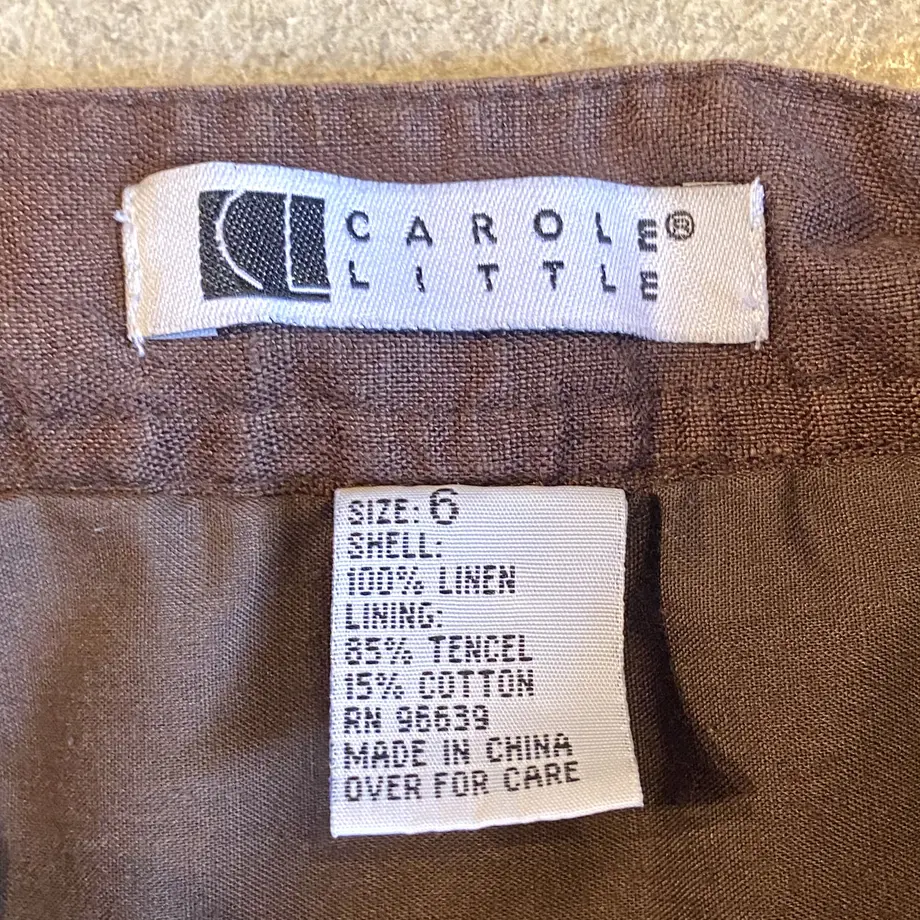 CL CAROLE®
LITTLE
SIZE: 6
SHELL:
100% LINEN
LINING:
85% TENCEL
15% COTTON
RN 96639
MADE IN CHINA
OVER FOR CARE